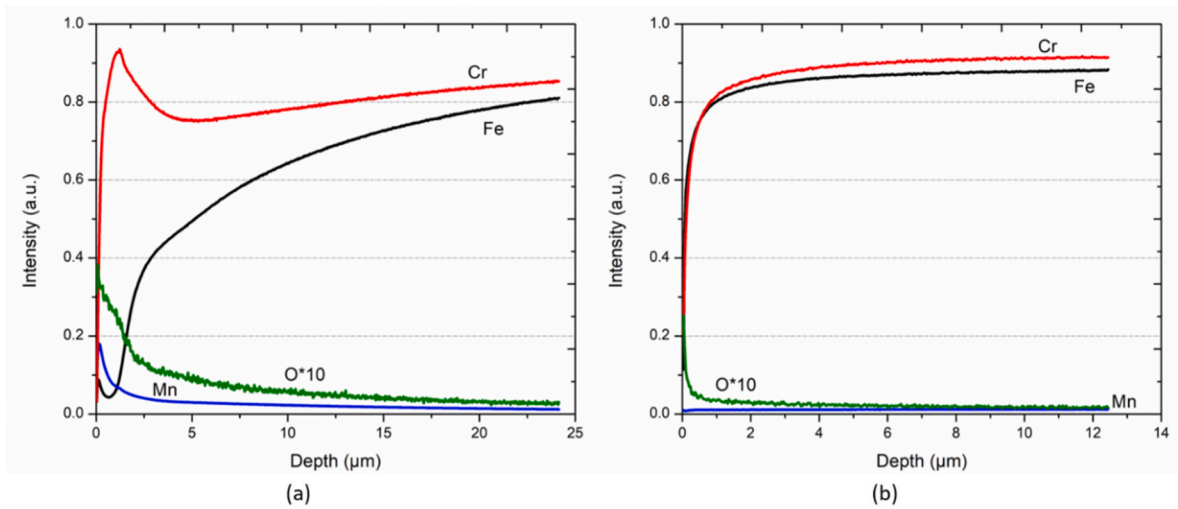 1.0
0.8
0.6
0.4
0.2
0.0
Intensity (a.u.)
Cr
Fe
Mn
O*10
0 5 10 15 20 25
Depth (µm)
(a)
1.0
0.8
0.6
0.4
0.2
0.0
Intensity (a.u.)
Cr
Fe
O*10
Mn
0 2 4 6 8 10 12 14
Depth (µm)
(b)